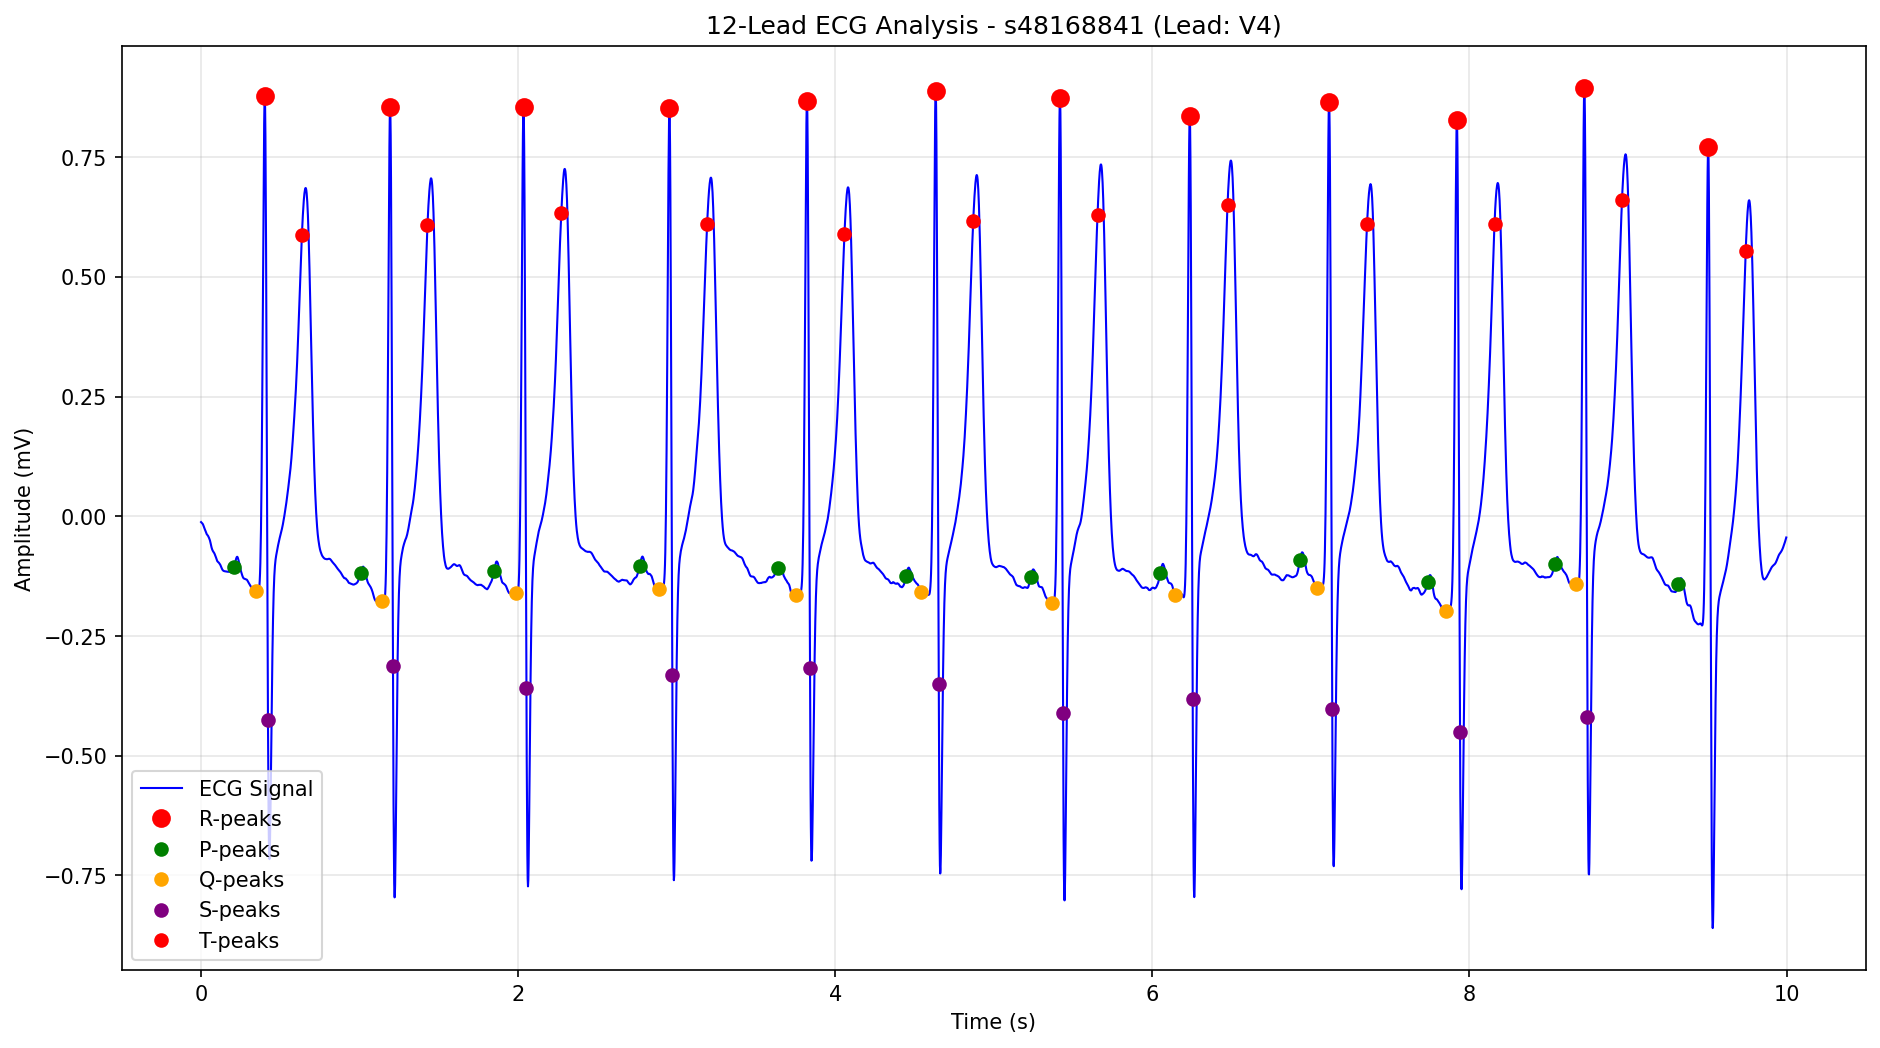 12-Lead ECG Analysis - s48168841 (Lead: V4)
Amplitude (mV)
0.75
0.50
0.25
0.00
−0.25
−0.50
−0.75
ECG Signal
R-peaks
P-peaks
Q-peaks
S-peaks
T-peaks
0 2 4 6 8 10
Time (s)